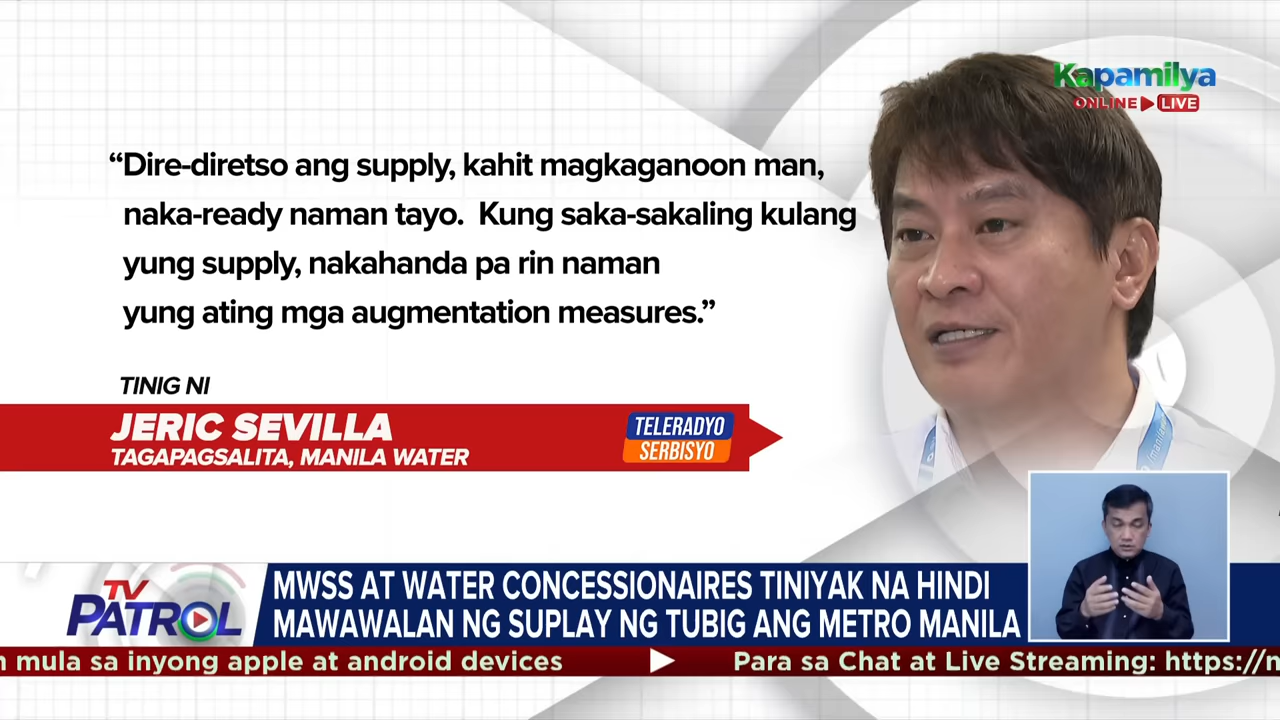 Kapamilya
ONLINE LIVE
“Dire-diretso ang supply, kahit magkaganoon man,
naka-ready naman tayo. Kung saka-sakaling kulang
yung supply, nakahanda pa rin naman
yung ating mga augmentation measures.”
TINIG NI
JERIC SEVILLA
TAGAPAGSALITA, MANILA WATER
TELERADYO
SERBISYO
TV
PATROL
MWSS AT WATER CONCESSIONAIRES TINIYAK NA HINDI
MAWAWALAN NG SUPLAY NG TUBIG ANG METRO MANILA
mula sa inyong apple at android devices
Para sa Chat at Live Streaming: https://